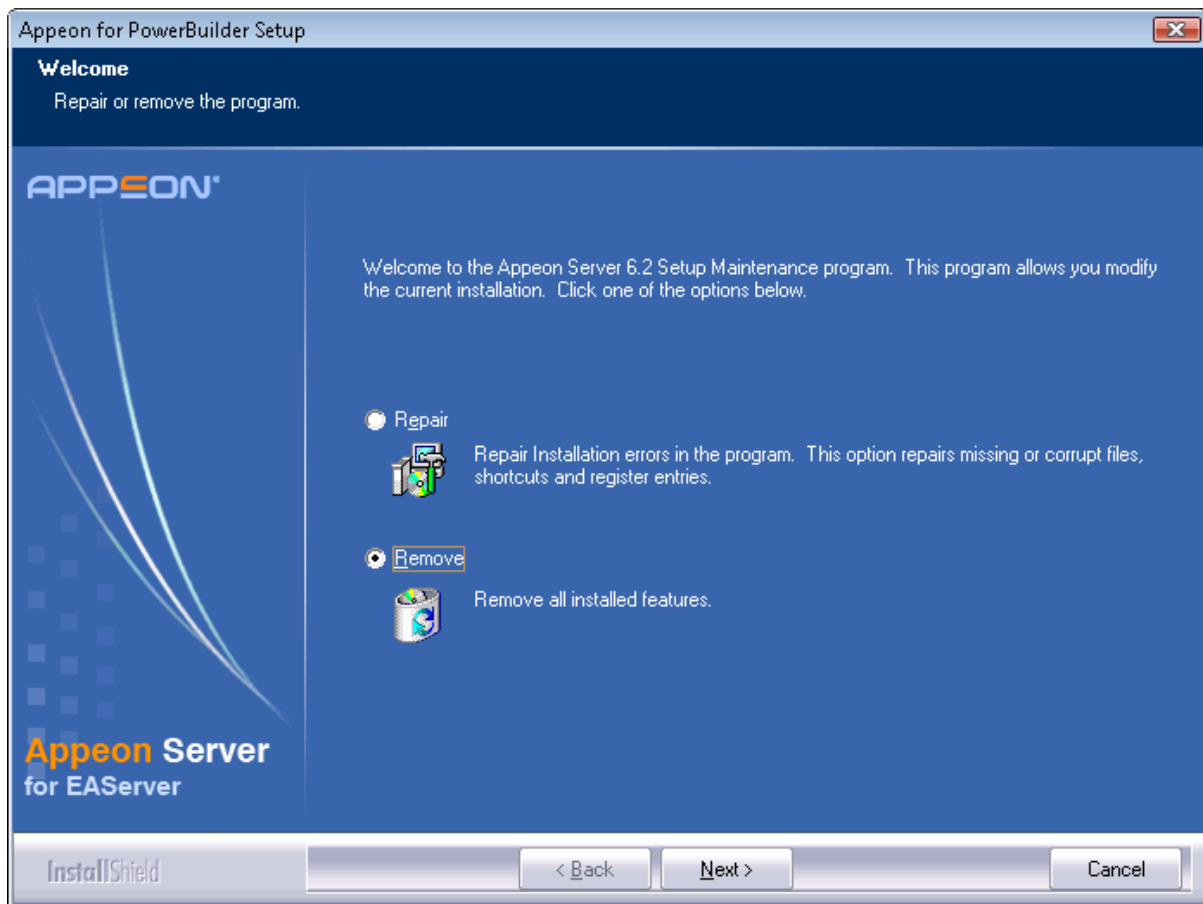 Appeon for PowerBuilder Setup
Welcome
Repair or remove the program.
APPEON®
Welcome to the Appeon Server 6.2 Setup Maintenance program. This program allows you modify
the current installation. Click one of the options below.
Repair
Repair Installation errors in the program. This option repairs missing or corrupt files,
shortcuts and register entries.
Remove
Remove all installed features.
Appeon Server
for EAServer
InstallShield
< Back
Next >
Cancel